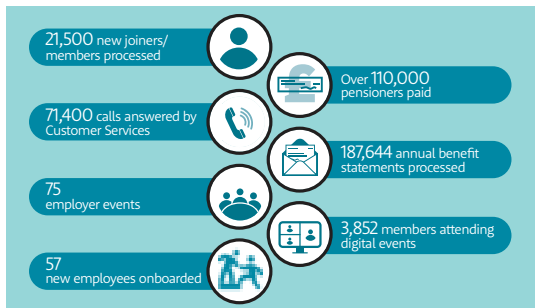 21,500 new joiners/
members processed
Over 110,000
pensioners paid
71,400 calls answered by
Customer Services
187,644 annual benefit
statements processed
75
employer events
3,852 members attending
digital events
57
new employees onboarded